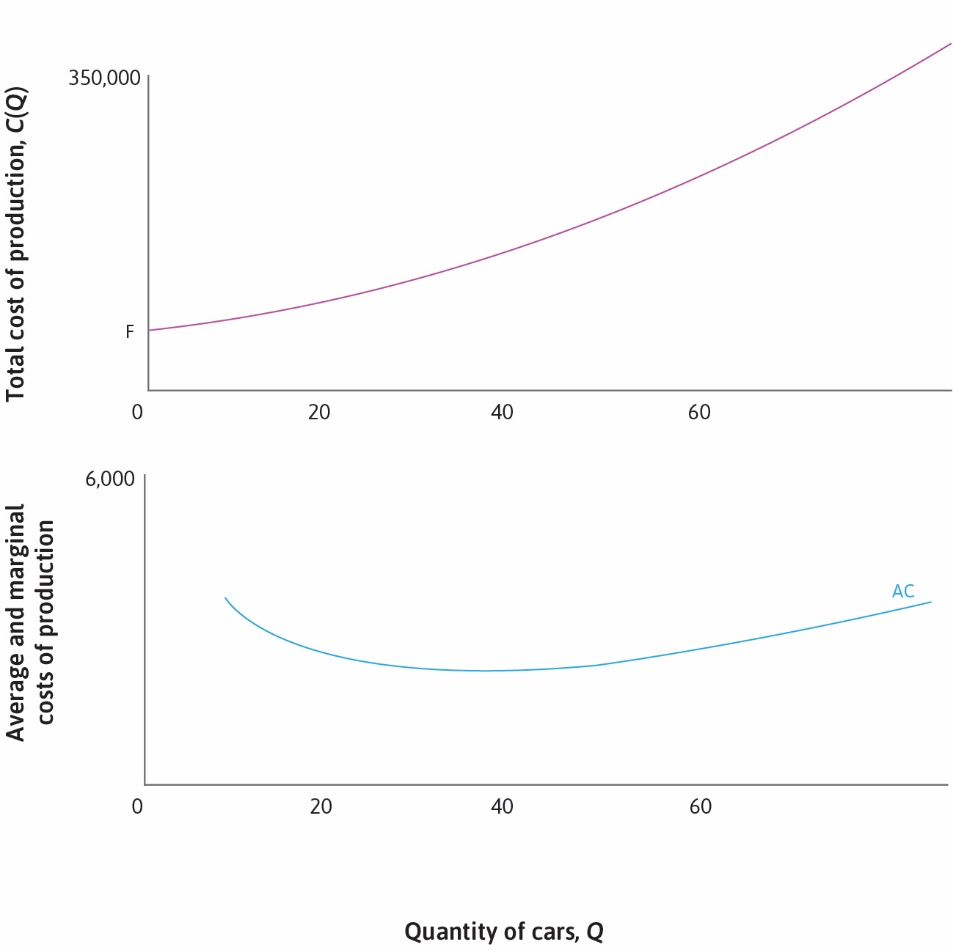 350,000
Total cost of production, C(Q)
F
0 20 40 60
6,000
Average and marginal
costs of production
AC
0 20 40 60
Quantity of cars, Q